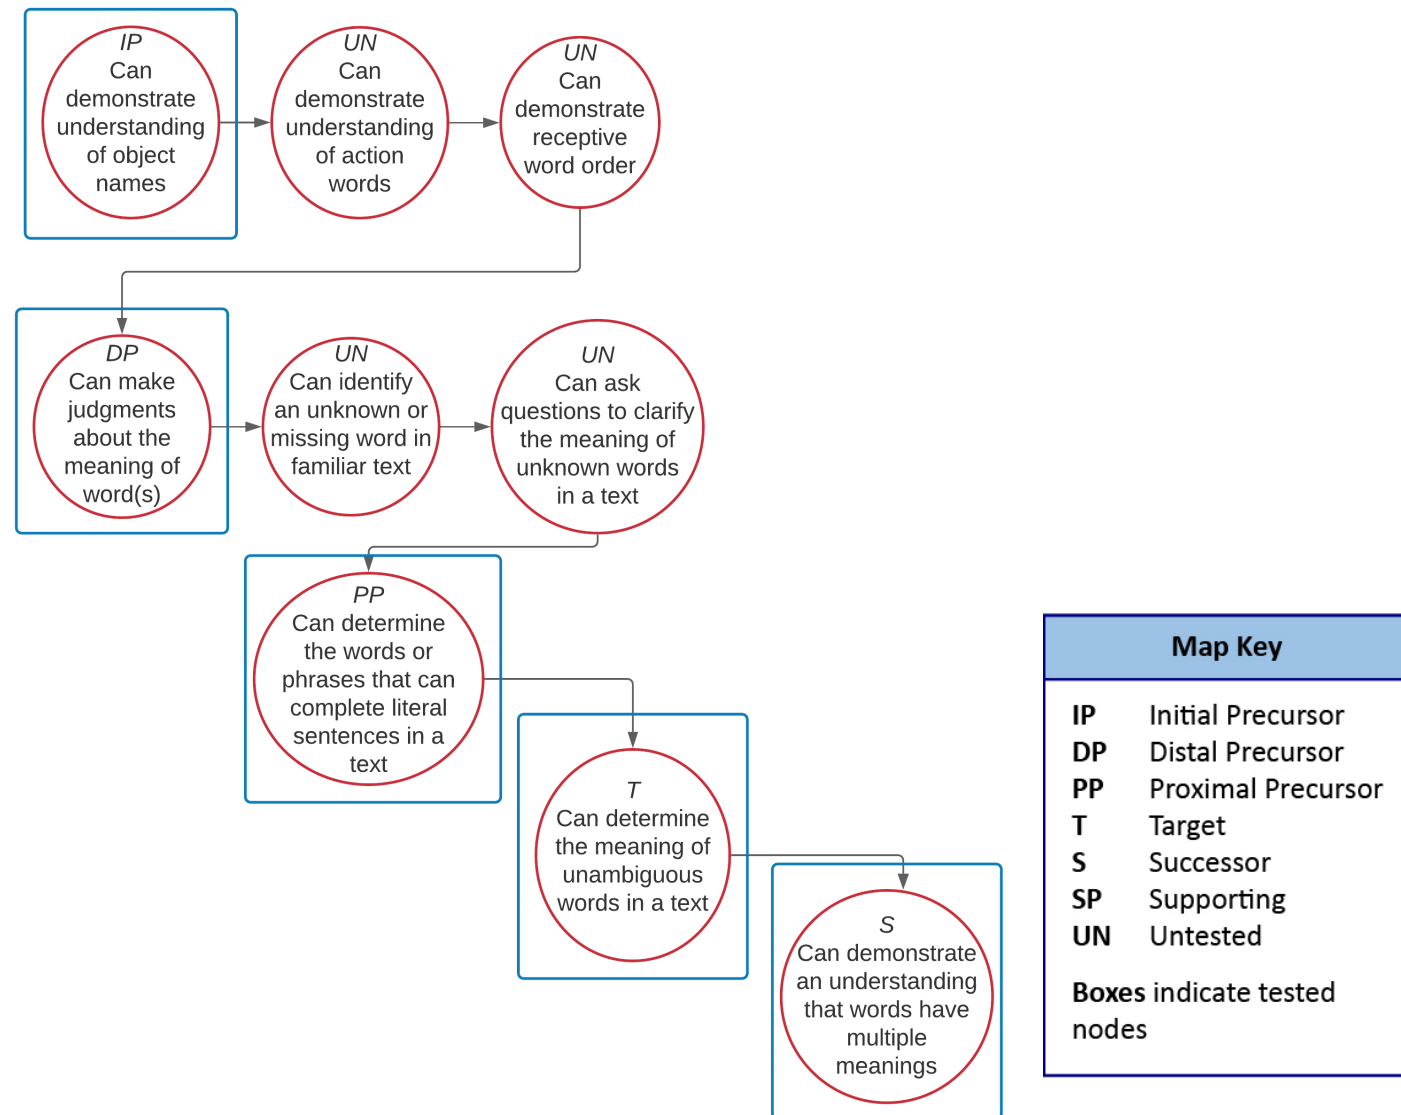 IP
Can
demonstrate
understanding
of object
names
UN
Can
demonstrate
understanding
of action
words
UN
Can
demonstrate
receptive
word order
DP
Can make
judgments
about the
meaning of
word(s)
UN
Can identify
an unknown or
missing word in
familiar text
UN
Can ask
questions to clarify
the meaning of
unknown words
in a text
PP
Can determine
the words or
phrases that can
complete literal
sentences in a
text
T
Can determine
the meaning of
unambiguous
words in a text
S
Can demonstrate
an understanding
that words have
multiple
meanings
Map Key
IP Initial Precursor
DP Distal Precursor
PP Proximal Precursor
T Target
S Successor
SP Supporting
UN Untested
Boxes indicate tested
nodes